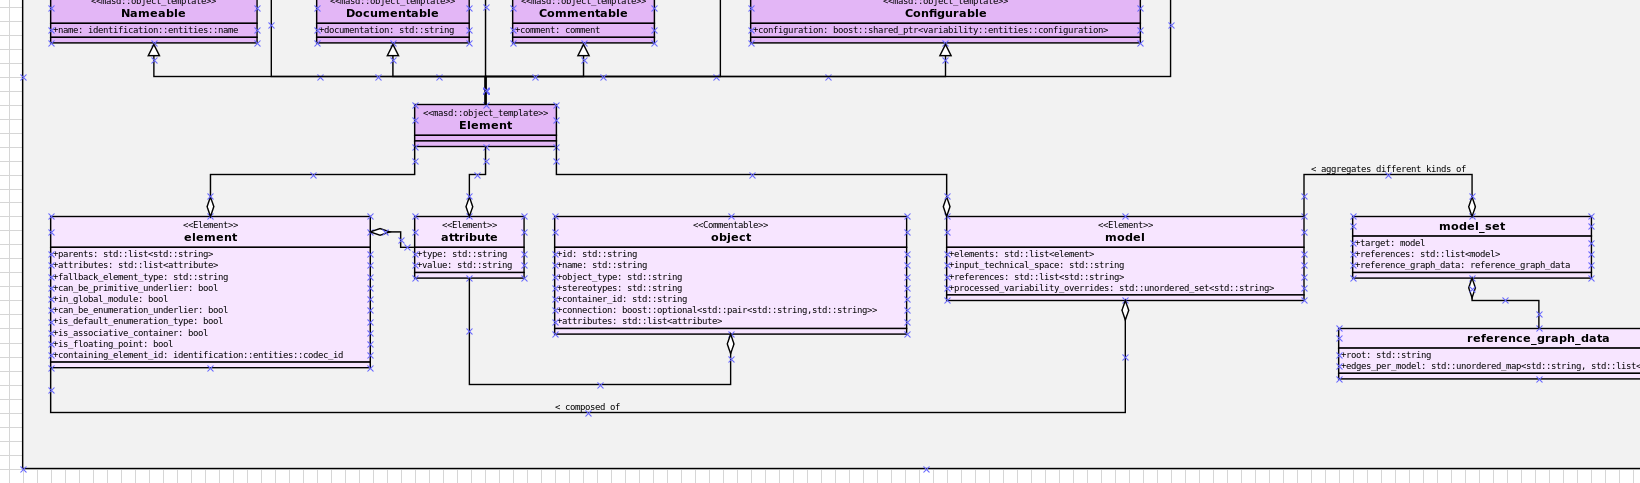 <<masd::object_template>>
Nameable
+name: identification::entities::name
<<masd::object_template>>
Documentable
+documentation: std::string
<<masd::object_template>>
Commentable
+comment: comment
<<masd::object_template>>
Configurable
+configuration: boost::shared_ptr<variability::entities::configuration>
<<masd::object_template>>
Element
< aggregates different kinds of
<<Element>>
element
+parents: std::list<std::string>
+attributes: std::list<attribute>
+fallback_element_type: std::string
+can_be_primitive_underlier: bool
+in_global_module: bool
+can_be_enumeration_underlier: bool
+is_default_enumeration_type: bool
+is_associative_container: bool
+is_floating_point: bool
+containing_element_id: identification::entities::codec_id
<<Element>>
attribute
+type: std::string
+value: std::string
<<Commentable>>
object
+id: std::string
+name: std::string
+object_type: std::string
+stereotypes: std::string
+container_id: std::string
+connection: boost::optional<std::pair<std::string,std::string>>
+attributes: std::list<attribute>
<<Element>>
model
+elements: std::list<element>
+input_technical_space: std::string
+references: std::list<std::string>
+processed_variability_overrides: std::unordered_set<std::string>
model_set
+target: model
+references: std::list<model>
+reference_graph_data: reference_graph_data
reference_graph_data
+root: std::string
+edges_per_model: std::unordered_map<std::string, std::list<
< composed of